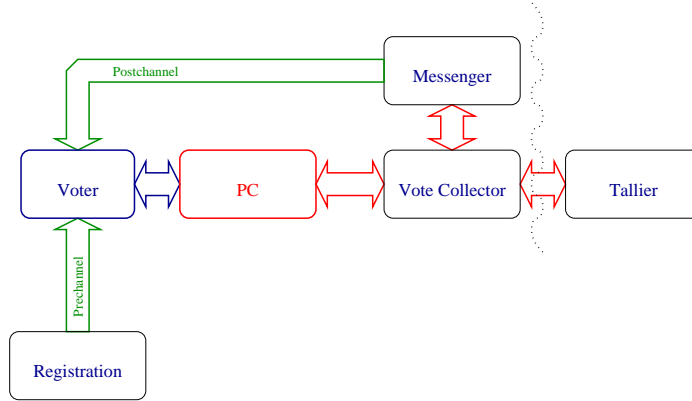 Postchannel
Messenger
Voter
PC
Vote Collector
Tallier
Prechannel
Registration